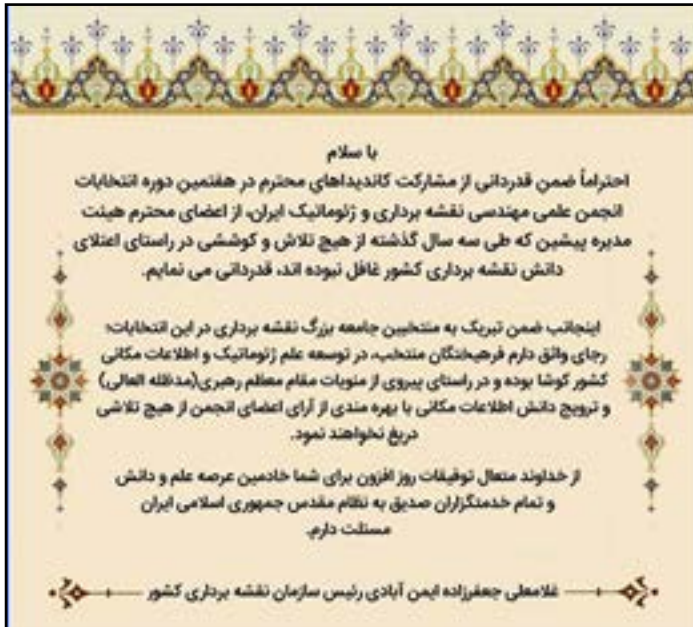 با سلام
احتراماً ضمن قدردانی از مشارکت کاندیداهای محترم در هفتمین دوره انتخابات
انجمن علمی مهندسی نقشه برداری و ژئوماتیک ایران، از اعضای محترم هیئت
مدیره پیشین که طی سه سال گذشته از هیچ تلاش و کوششی در راستای اعتلای
دانش نقشه برداری کشور غافل نبوده اند، قدردانی می نمایم.
اینجانب ضمن تبریک به منتخبین جامعه بزرگ نقشه برداری در این انتخابات؛
رجای واثق دارم فرهیختگان منتخب، در توسعه علم ژئوماتیک و اطلاعات مکانی
کشور کوشا بوده و در راستای پیروی از منویات مقام معظم رهبری(مدظله العالی)
و ترویج دانش اطلاعات مکانی با بهره مندی از آرای اعضای انجمن از هیچ تلاشی
دریغ نخواهند نمود.
از خداوند متعال توفیقات روز افزون برای شما خادمین عرصه علم و دانش
و تمام خدمتگزاران صدیق به نظام مقدس جمهوری اسلامی ایران
مسئلت دارم.
غلامعلی جعفرزاده ایمن آبادی رئیس سازمان نقشه برداری کشور